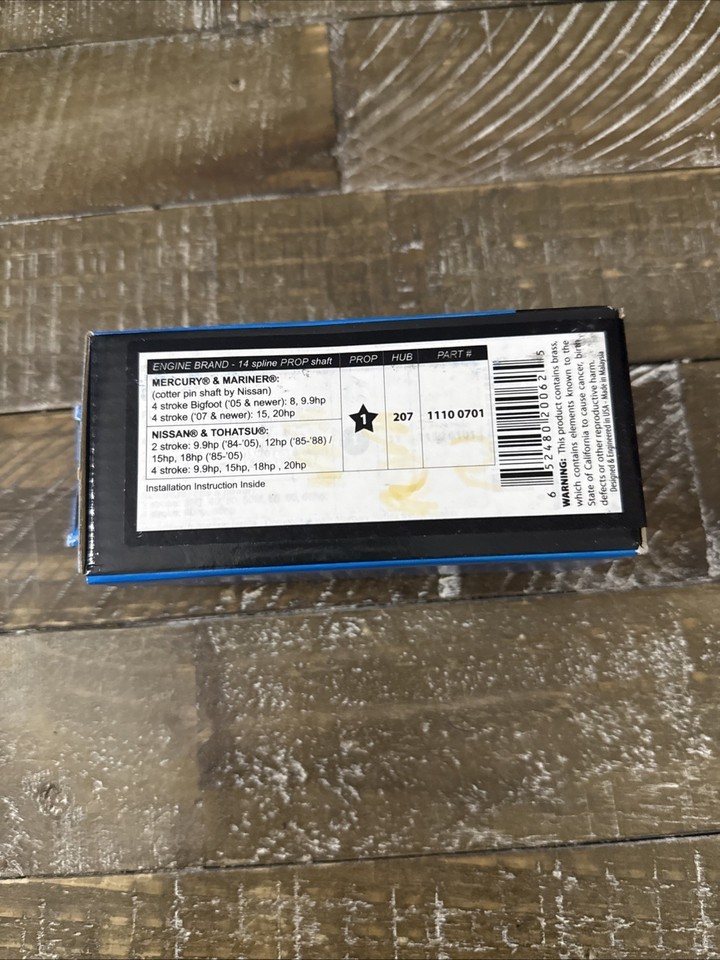 ENGINE BRAND - 14 spline PROP shaft PROP HUB PART #
MERCURY® & MARINER®:
(cotter pin shaft by Nissan)
4 stroke Bigfoot ('05 & newer): 8, 9.9hp
4 stroke ('07 & newer): 15, 20hp
1 207 1110 0701
NISSAN® & TOHATSU®:
2 stroke: 9.9hp ('84-'05), 12hp ('85-'88) /
15hp, 18hp ('85-'05)
4 stroke: 9.9hp, 15hp, 18hp , 20hp
Installation Instruction Inside
6 52480 20062 5
WARNING: This product contains brass,
which contains elements known to the
State of California to cause cancer, birth
defects or other reproductive harm.
Designed & Engineered in USA • Made in Malaysia